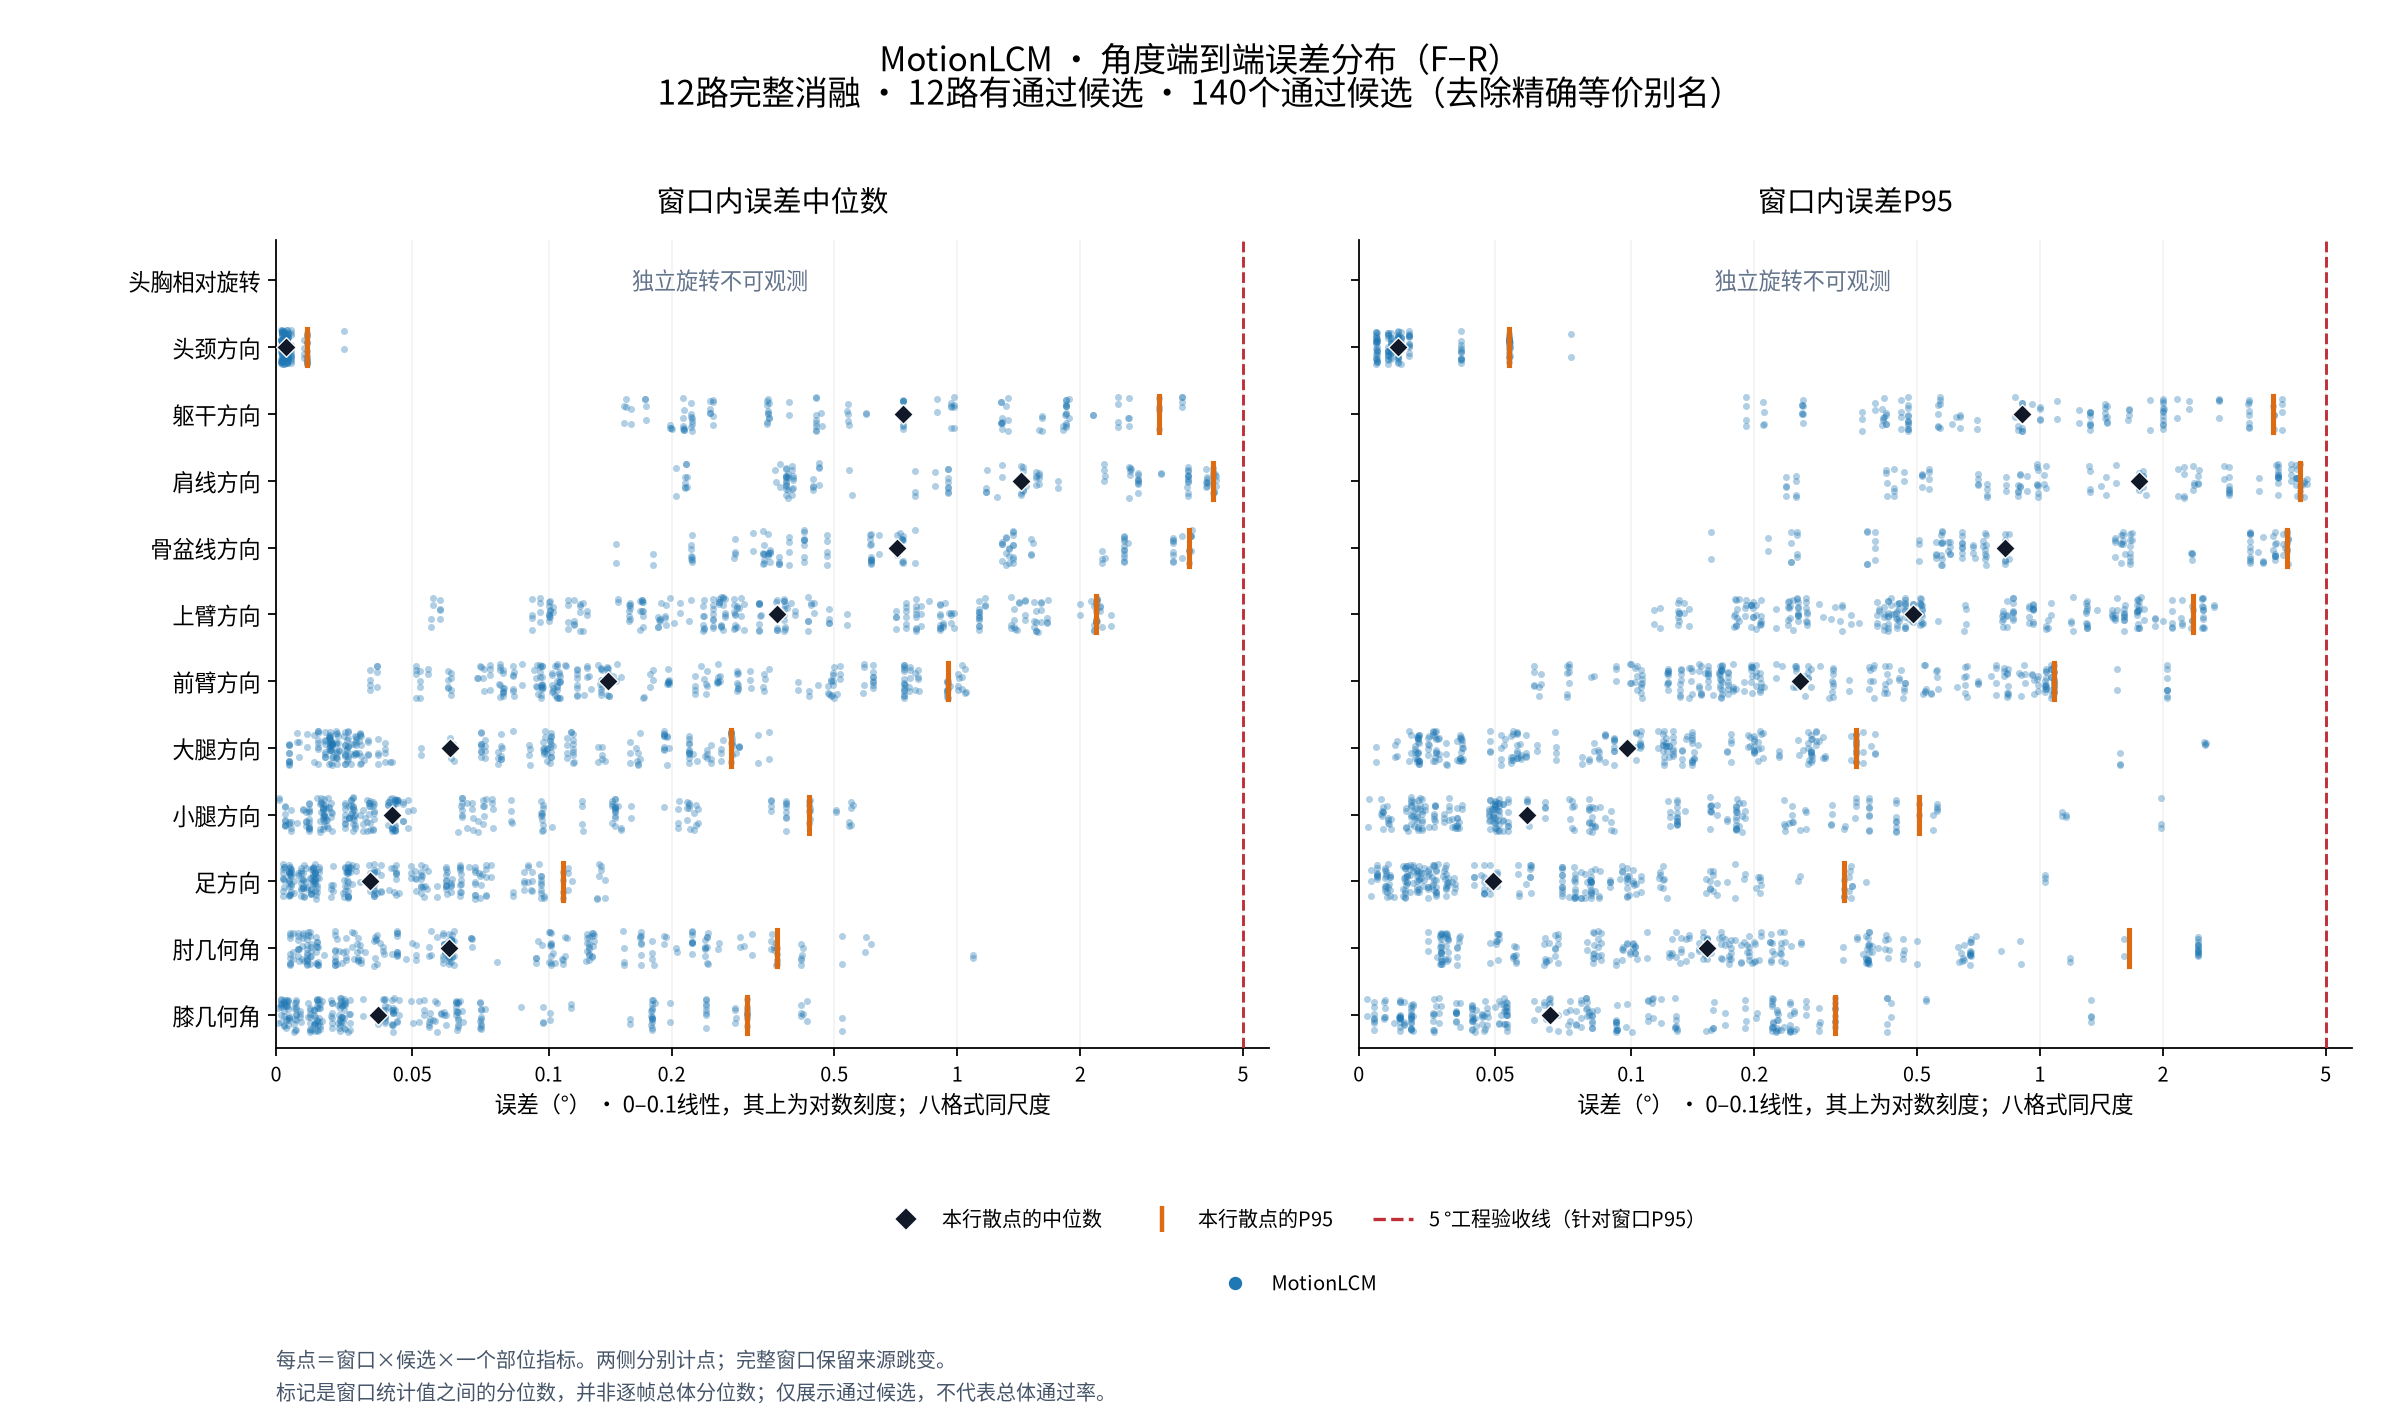 MotionLCM · 角度端到端误差分布（F−R）
12路完整消融 · 12路有通过候选 · 140个通过候选（去除精确等价别名）
窗口内误差中位数
窗口内误差P95
头胸相对旋转
独立旋转不可观测
独立旋转不可观测
头颈方向
躯干方向
肩线方向
骨盆线方向
上臂方向
前臂方向
大腿方向
小腿方向
足方向
肘几何角
膝几何角
0 0.05 0.1 0.2 0.5 1 2 5
0 0.05 0.1 0.2 0.5 1 2 5
误差（°） · 0–0.1线性，其上为对数刻度；八格式同尺度
误差（°） · 0–0.1线性，其上为对数刻度；八格式同尺度
本行散点的中位数
本行散点的P95
5°工程验收线（针对窗口P95）
MotionLCM
每点＝窗口×候选×一个部位指标。两侧分别计点；完整窗口保留来源跳变。
标记是窗口统计值之间的分位数，并非逐帧总体分位数；仅展示通过候选，不代表总体通过率。